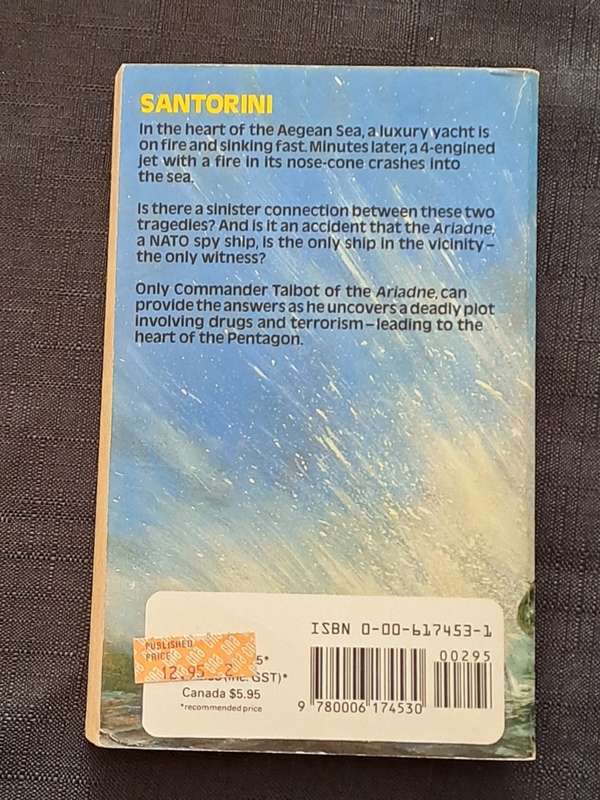 SANTORINI
In the heart of the Aegean Sea, a luxury yacht is
on fire and sinking fast. Minutes later, a 4-engined
jet with a fire in its nose-cone crashes into
the sea.
Is there a sinister connection between these two
tragedies? And is it an accident that the Ariadne,
a NATO spy ship, is the only ship in the vicinity–
the only witness?
Only Commander Talbot of the Ariadne, can
provide the answers as he uncovers a deadly plot
involving drugs and terrorism–leading to the
heart of the Pentagon.
ISBN 0-00-617453-1
00295
PUBLISHED
PRICE
12.95 2
5*
GST)*
Canada $5.95
*recommended price
9 780006 174530